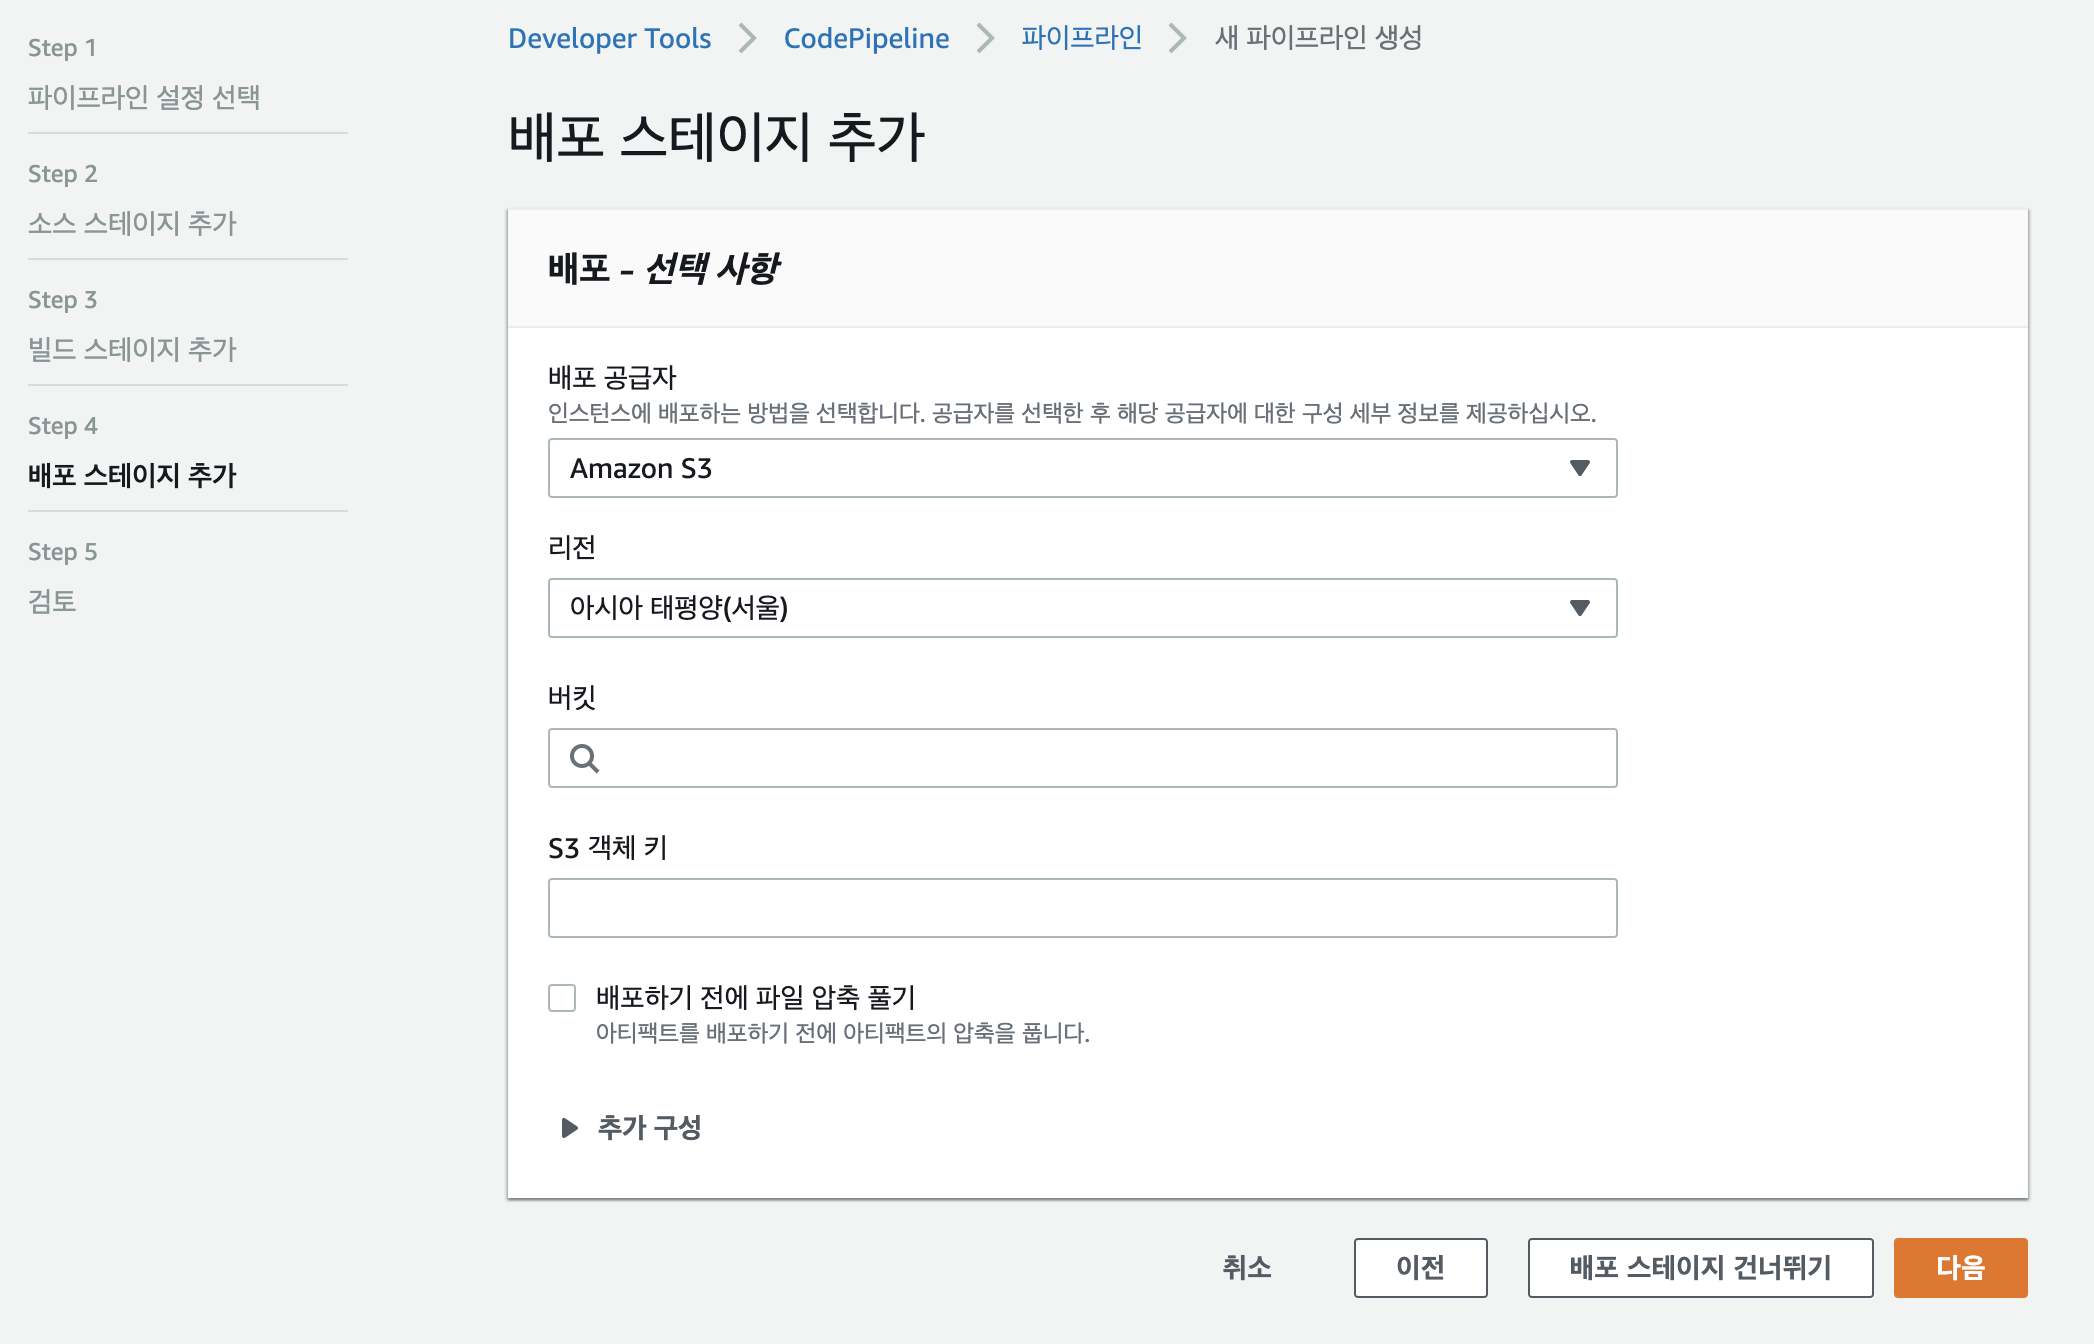 Step 1
파이프라인 설정 선택
Step 2
소스 스테이지 추가
Step 3
빌드 스테이지 추가
Step 4
배포 스테이지 추가
Step 5
검토
Developer Tools > CodePipeline > 파이프라인 > 새 파이프라인 생성
배포 스테이지 추가
배포 - 선택 사항
배포 공급자
인스턴스에 배포하는 방법을 선택합니다. 공급자를 선택한 후 해당 공급자에 대한 구성 세부 정보를 제공하십시오.
Amazon S3
리전
아시아 태평양(서울)
버킷
S3 객체 키
배포하기 전에 파일 압축 풀기
아티팩트를 배포하기 전에 아티팩트의 압축을 풉니다.
추가 구성
취소 이전 배포 스테이지 건너뛰기 다음